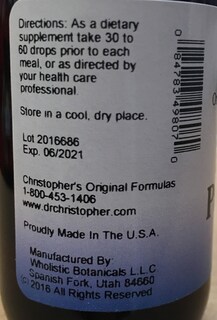 Directions: As a dietary
supplement take 30 to
60 drops prior to each
meal, or as directed by
your health care
professional.
Store in a cool, dry place.
Lot 2016686
Exp. 06/2021
Christopher's Original Formulas
1-800-453-1406
www.drchristopher.com
Proudly Made In The U.S.A.
Manufactured By:
Wholistic Botanicals L.L.C
Spanish Fork, Utah 84660
(c) 2016 All Rights Reserved
P